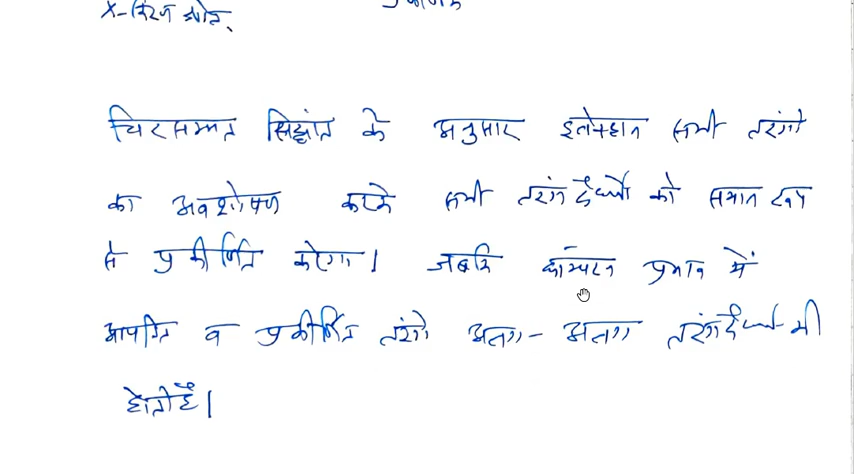 X-किरण स्रोत.
चिरसम्मत सिद्धांत के अनुसार इलेक्ट्रान सभी तरंगो
का अवशोषण करके सभी तरंगदैर्ध्यो को समान रूप
से प्रकीर्णित करेगा। जबकि काम्पटन प्रभाव में
आपतित व प्रकीर्णित तरंगे अलग-अलग तरंगदैर्ध्य की
होती है।